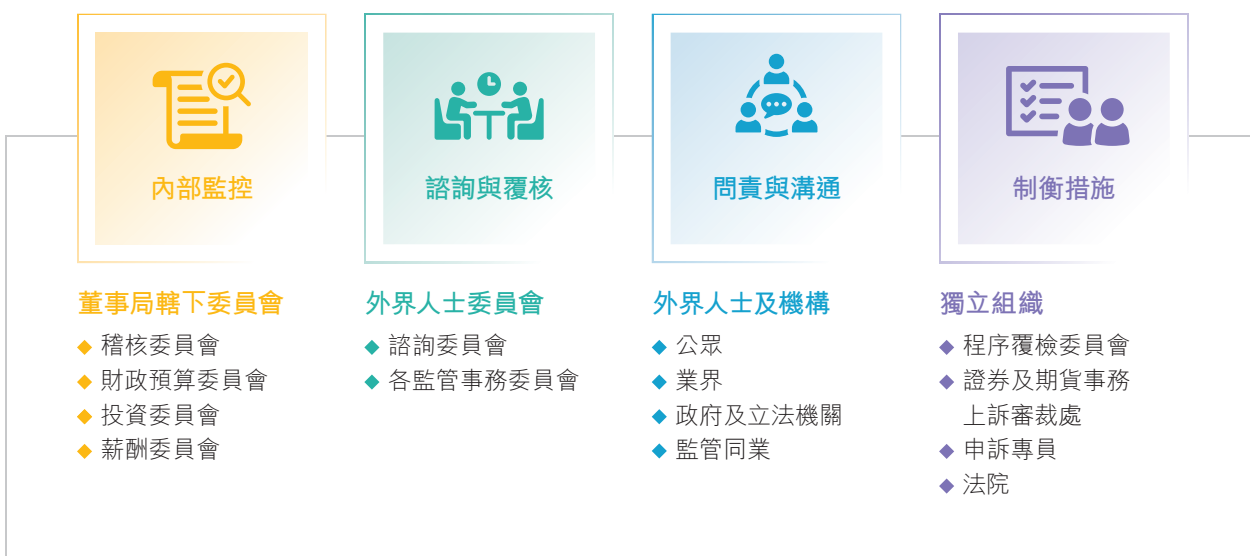 內部監控
諮詢與覆核
問責與溝通
制衡措施
董事局轄下委員會
◆ 稽核委員會
◆ 財政預算委員會
◆ 投資委員會
◆ 薪酬委員會
外界人士委員會
◆ 諮詢委員會
◆ 各監管事務委員會
外界人士及機構
◆ 公眾
◆ 業界
◆ 政府及立法機關
◆ 監管同業
獨立組織
◆ 程序覆檢委員會
◆ 證券及期貨事務
上訴審裁處
◆ 申訴專員
◆ 法院